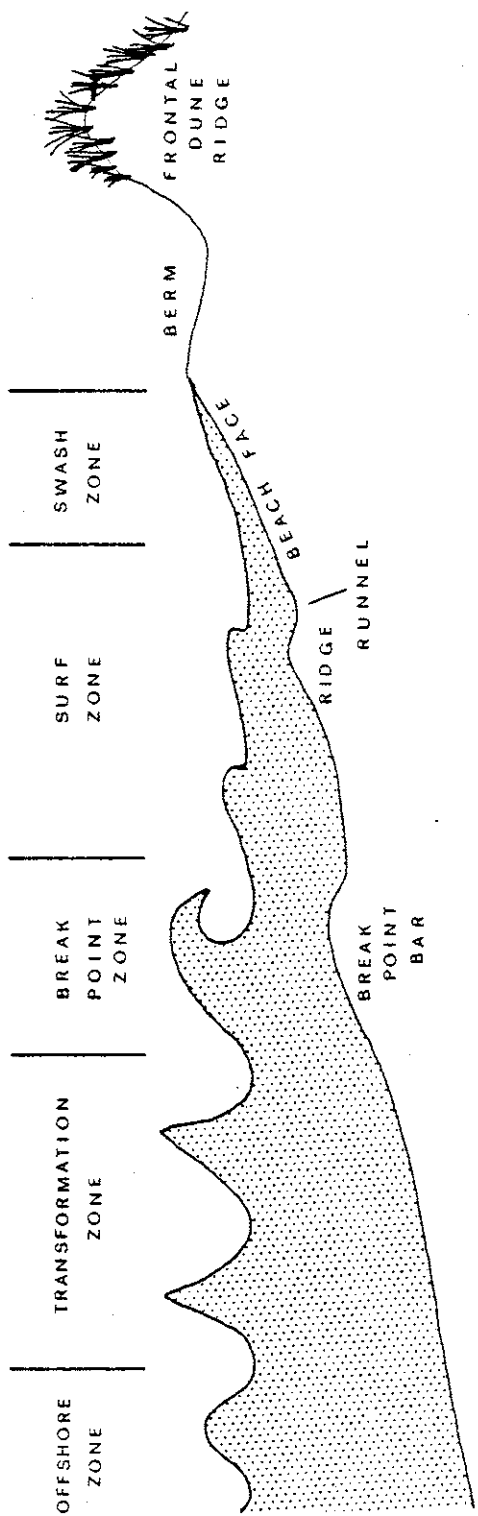 OFFSHORE
ZONE
TRANSFORMATION
ZONE
BREAK
POINT
ZONE
SURF
ZONE
SWASH
ZONE
BREAK
POINT
BAR
RIDGE
RUNNEL
BEACH FACE
BERM
FRONTAL
DUNE
RIDGE